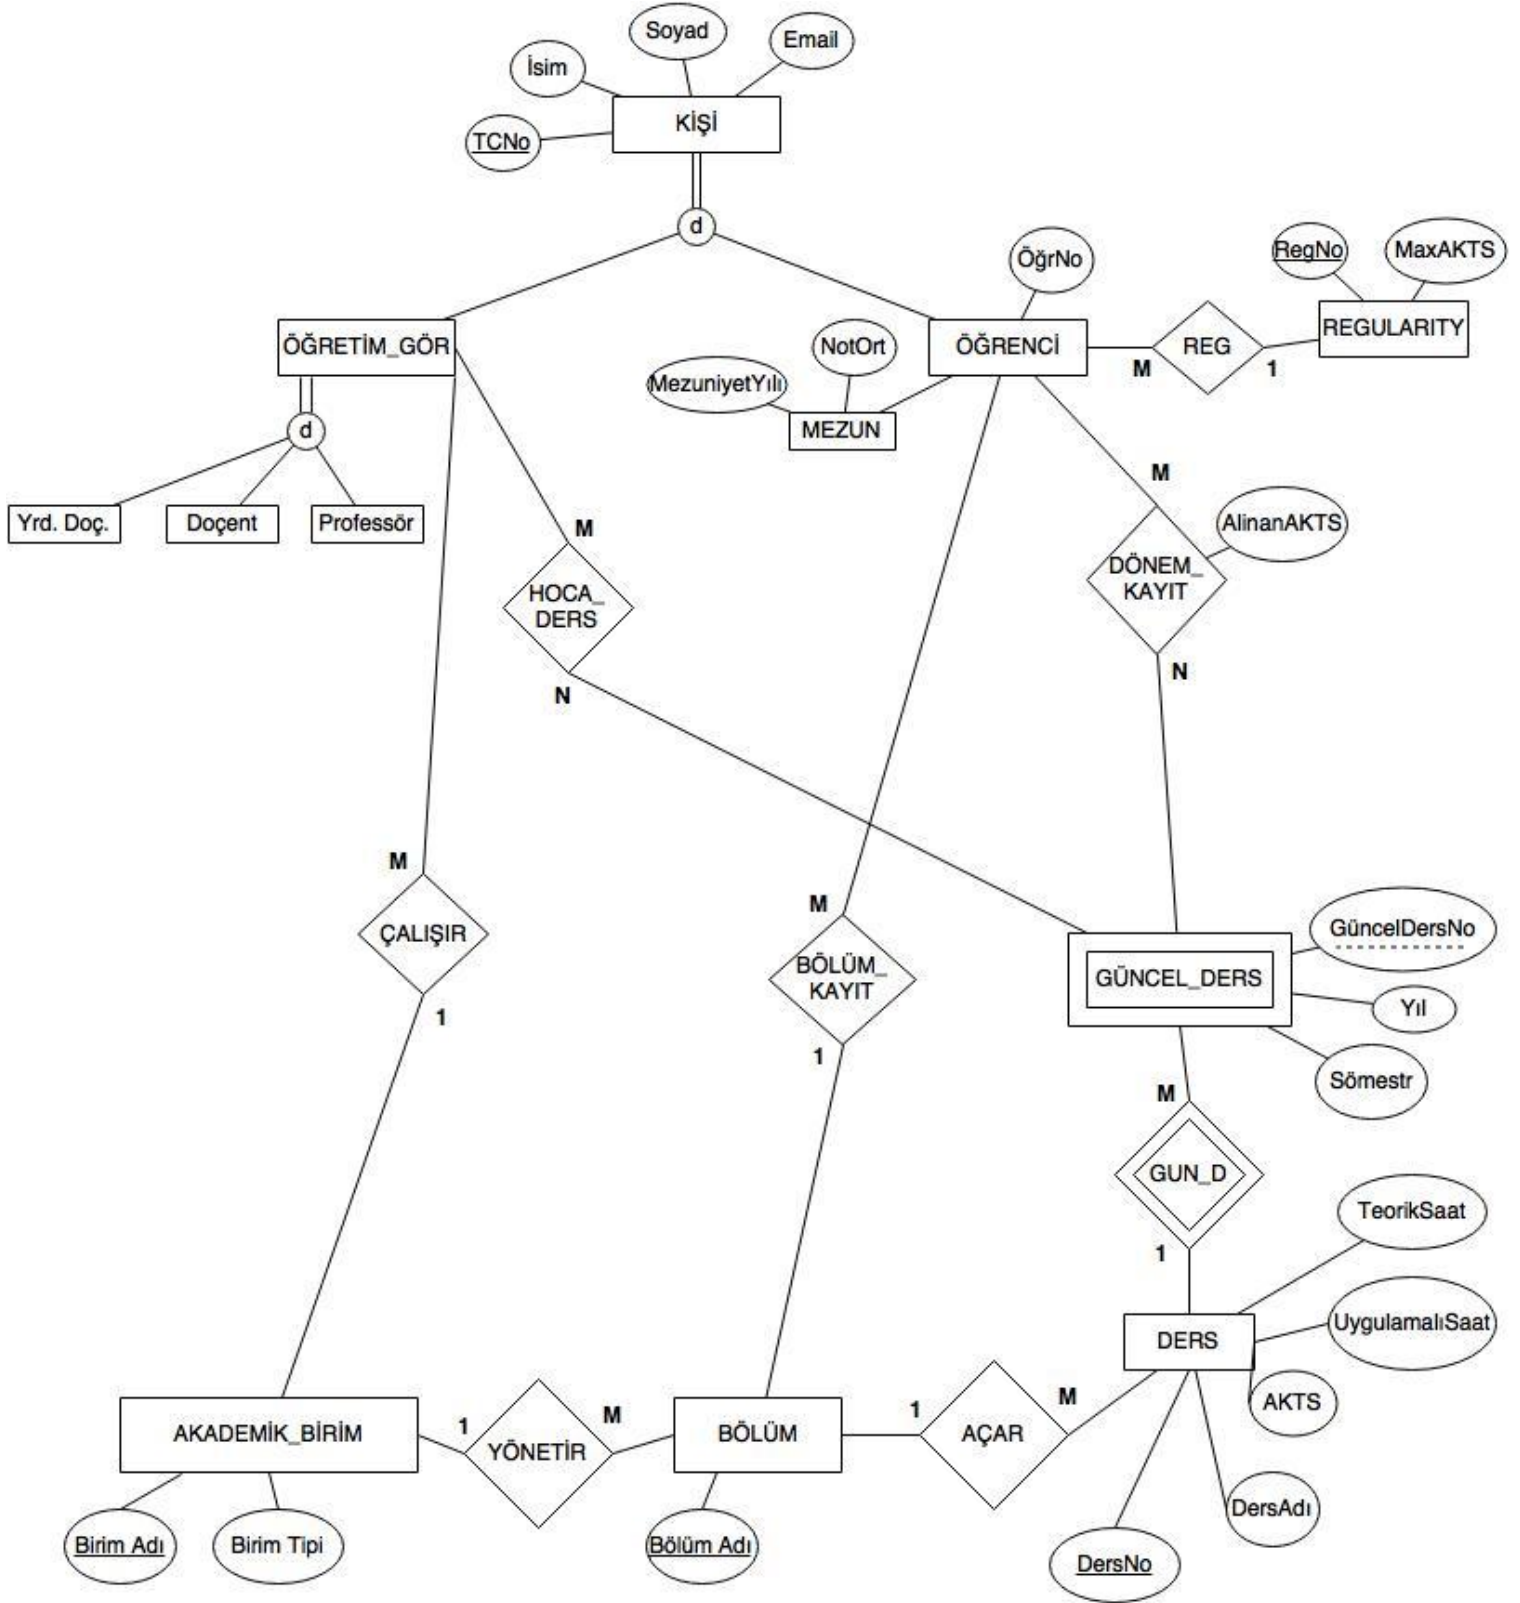 Soyad
Email
İsim
KİŞİ
TCNo
d
ÖğrNo
RegNo
MaxAKTS
ÖĞRETİM_GÖR
NotOrt
ÖĞRENCİ
REG
REGULARITY
M
1
MezuniyetYılı
MEZUN
d
M
AlinanAKTS
Yrd. Doç.
Doçent
Professör
M
DÖNEM_
KAYIT
HOCA_
DERS
N
N
M
M
GüncelDersNo
ÇALIŞIR
BÖLÜM_
KAYIT
GÜNCEL_DERS
Yıl
1
1
Sömestr
M
GUN_D
TeorikSaat
1
UygulamalıSaat
DERS
AKTS
AKADEMİK_BİRİM
1
YÖNETİR
M
BÖLÜM
1
AÇAR
M
DersAdı
Birim Adı
Birim Tipi
Bölüm Adı
DersNo